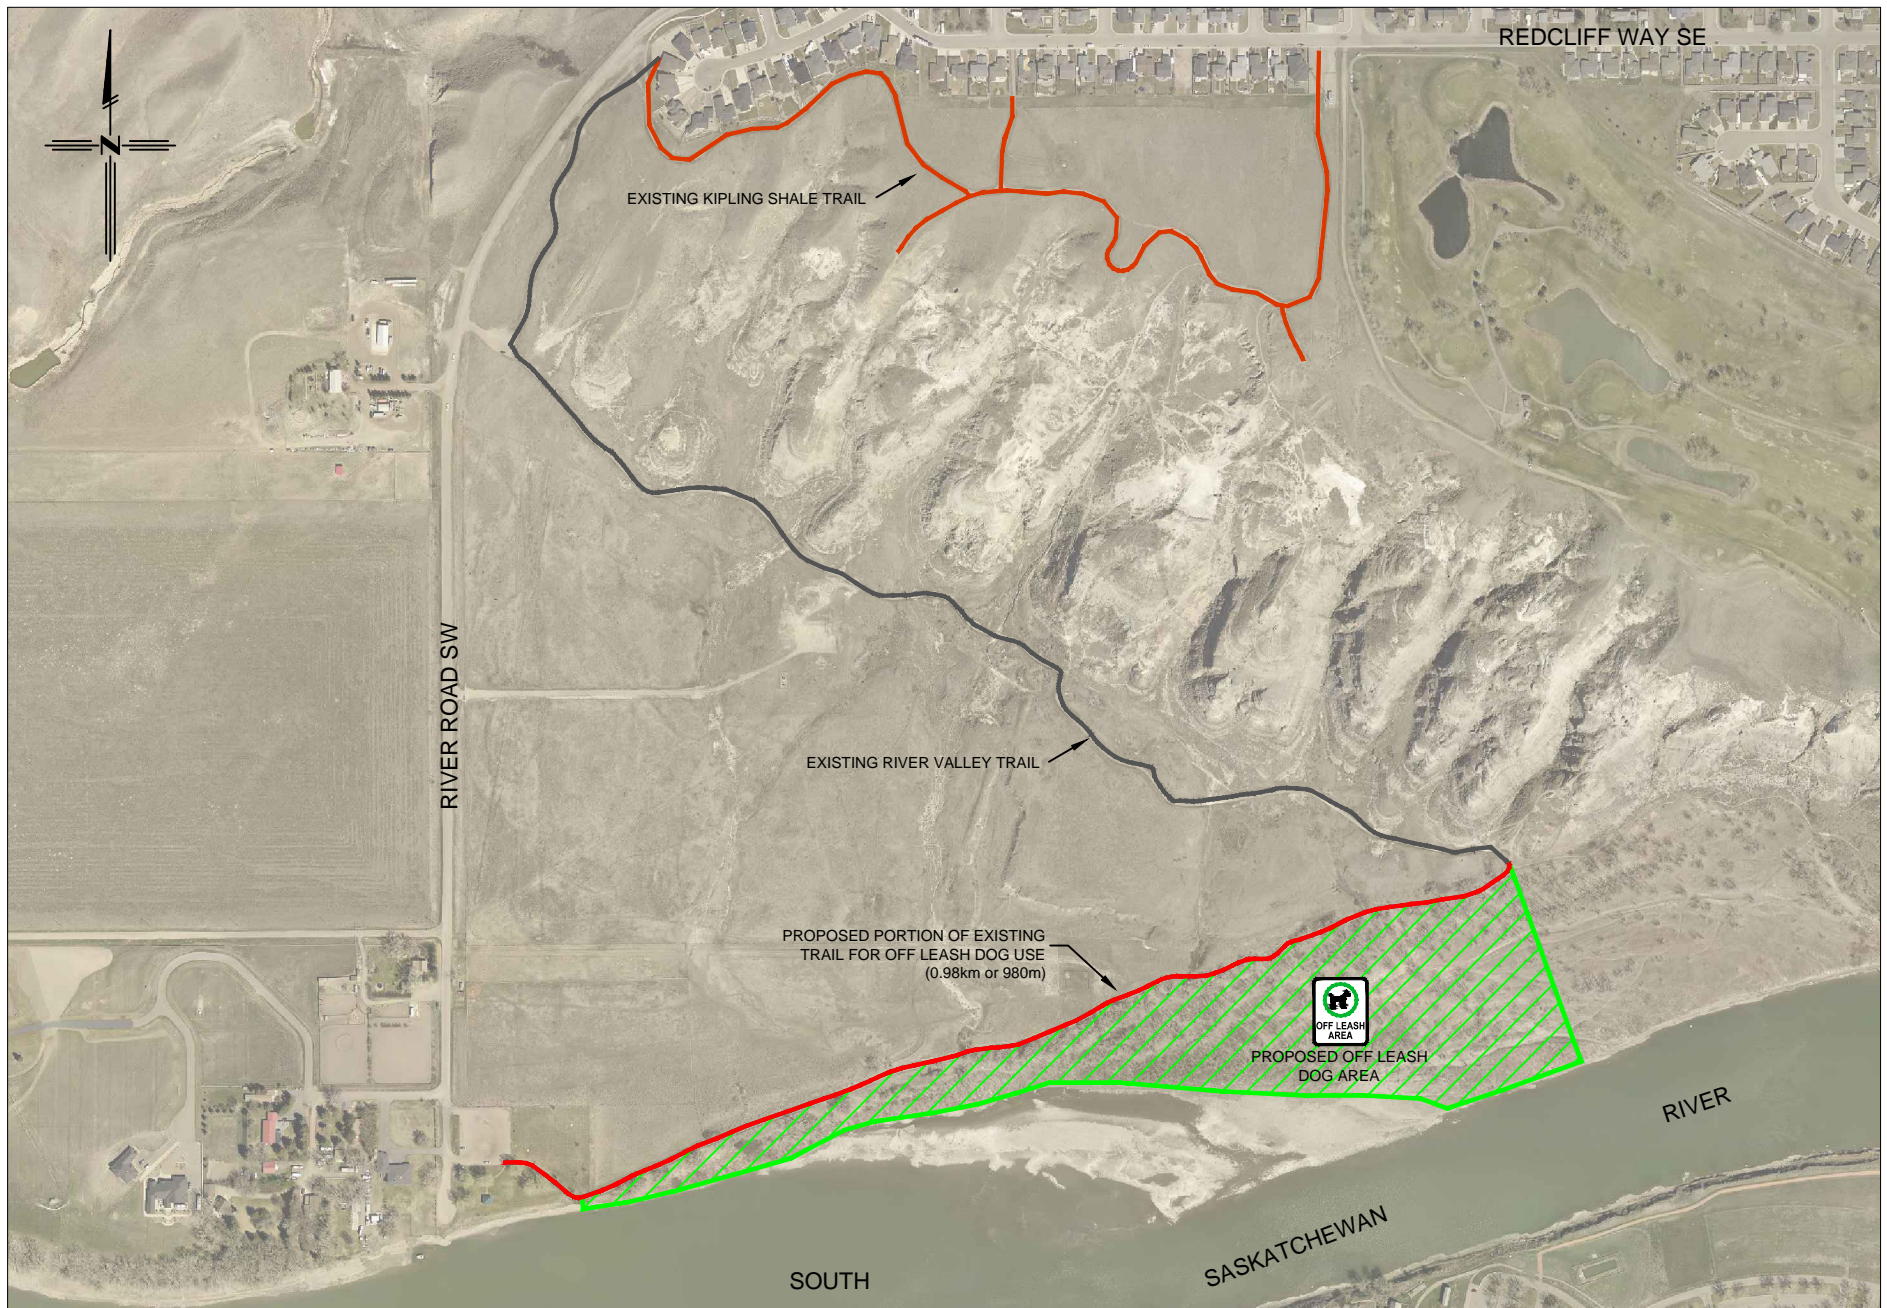 REDCLIFF WAY SE
N
EXISTING KIPLING SHALE TRAIL
RIVER ROAD SW
EXISTING RIVER VALLEY TRAIL
PROPOSED PORTION OF EXISTING
TRAIL FOR OFF LEASH DOG USE
(0.98km or 980m)
OFF LEASH
AREA
PROPOSED OFF LEASH
DOG AREA
SOUTH
SASKATCHEWAN
RIVER